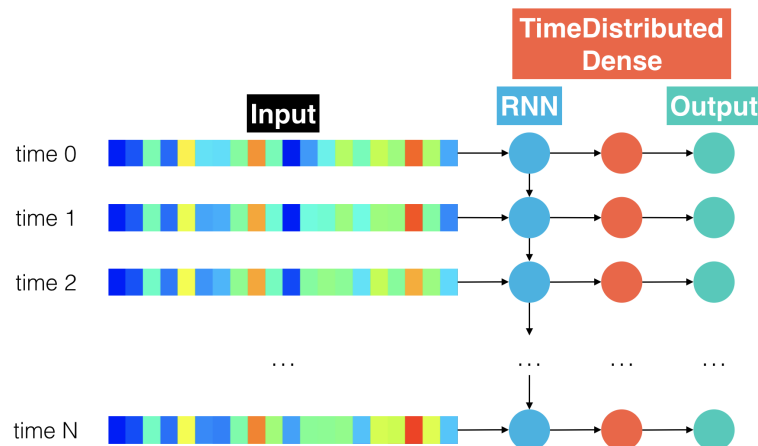 TimeDistributed
Dense
Input
RNN
Output
time 0
time 1
time 2
... ... ... ...
time N